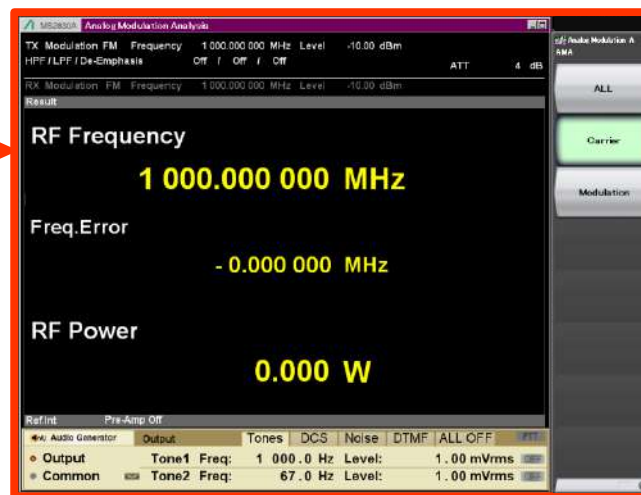 MS2830A Analog Modulation Analysis
TX Modulation FM Frequency 1 000.000 000 MHz Level -10.00 dBm
HPF / LPF / De-Emphasis Off / Off / Off
ATT 4 dB
RX Modulation FM Frequency 1 000.000 000 MHz Level -10.00 dBm
Result
RF Frequency
1 000.000 000 MHz
Freq.Error
- 0.000 000 MHz
RF Power
0.000 W
Ref.Int Pre-Amp Off
Audio Generator Output Tones DCS Noise DTMF ALL OFF PTT
Output Tone1 Freq: 1 000.0 Hz Level: 1.00 mVrms OFF
Common Tone2 Freq: 67.0 Hz Level: 1.00 mVrms OFF
Analog Modulation A
ALL
Carrier
Modulation